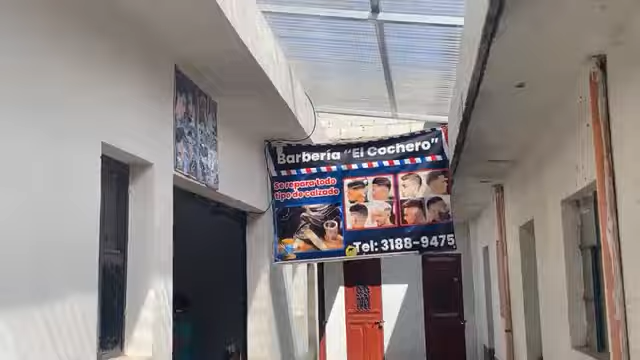 Barbería "El Cochero"
Se repara todo
tipo de calzado
Tel: 3188-9475